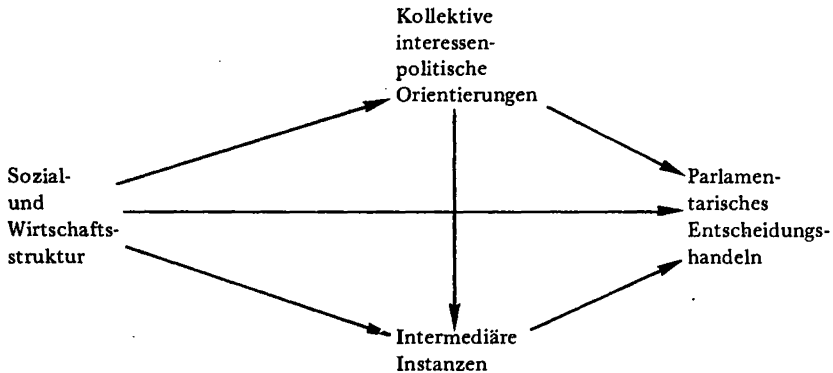 Kollektive
interessen-
politische
Orientierungen
Sozial-
und
Wirtschafts-
struktur
Parlamen-
tarisches
Entscheidungs-
handeln
Intermediäre
Instanzen